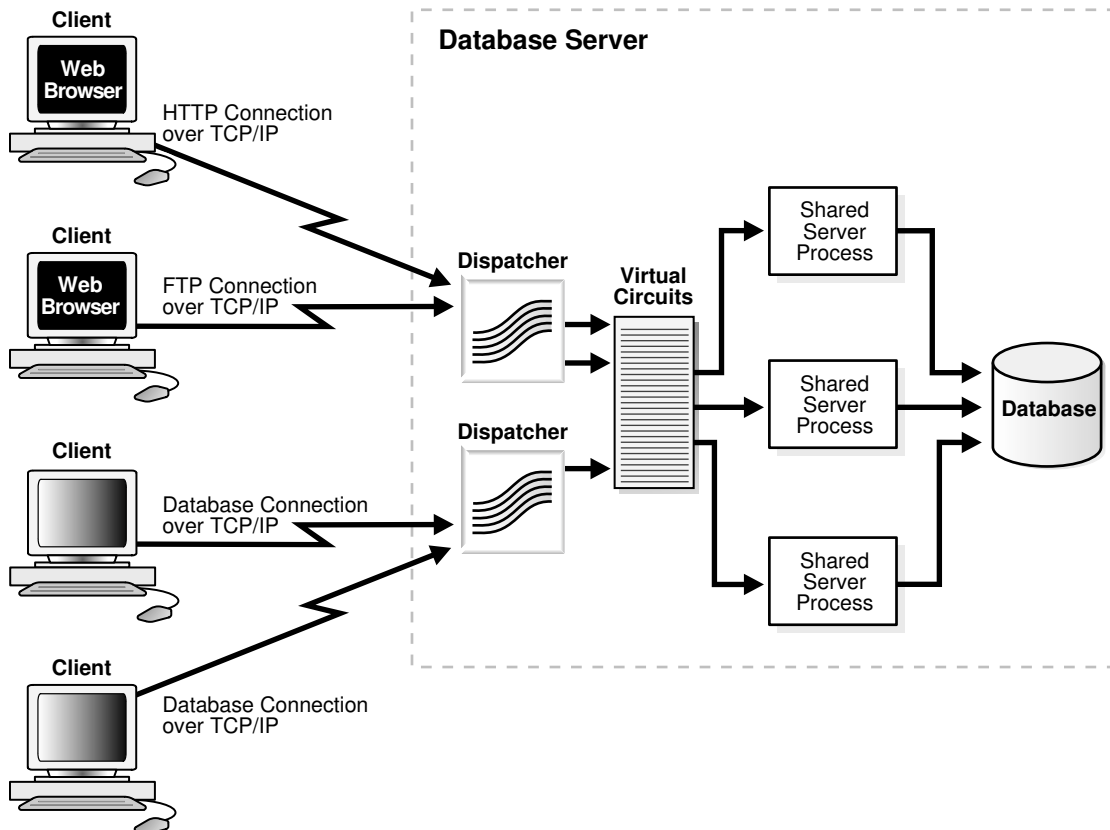 Client
Database Server
Web
Browser
HTTP Connection
over TCP/IP
Client
Web
Browser
FTP Connection
over TCP/IP
Dispatcher
Virtual
Circuits
Shared
Server
Process
Shared
Server
Process
Database
Dispatcher
Client
Database Connection
over TCP/IP
Shared
Server
Process
Client
Database Connection
over TCP/IP